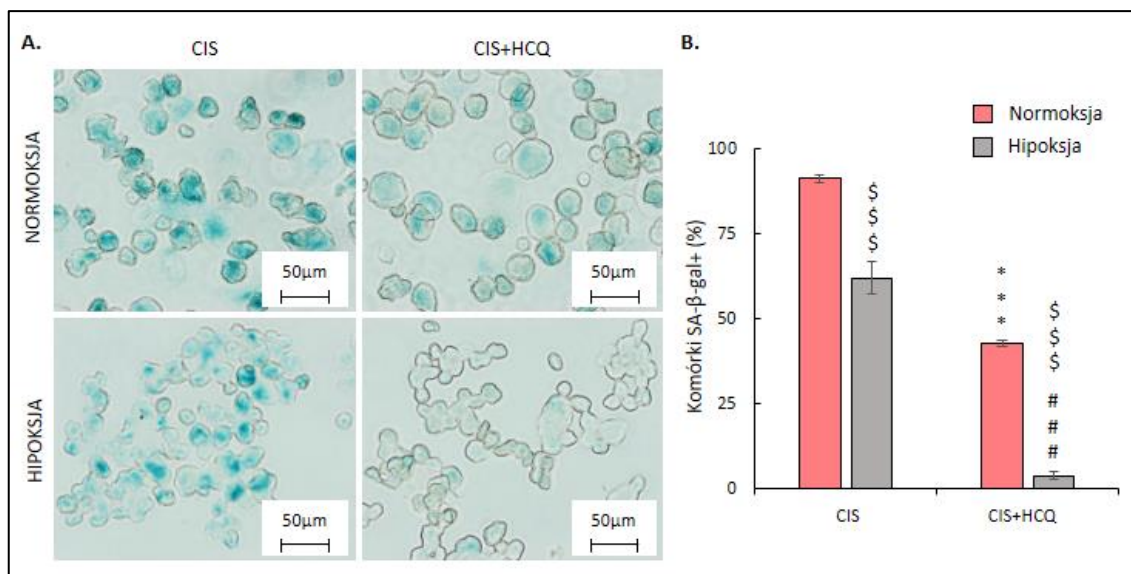 A.
CIS
CIS+HCQ
NORMOKSJA
50µm
50µm
HIPOKSJA
50µm
50µm
B.
Normoksja
Hipoksja
Komórki SA-β-gal+ (%)
100
75
50
25
0
$
$
$
*
*
*
$
$
$
#
#
#
CIS
CIS+HCQ